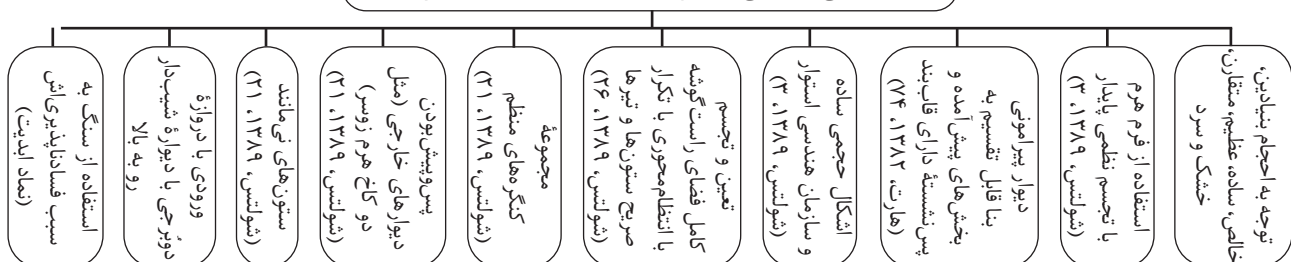 توجه به احجام بنیادین،
خالص، ساده، عظیم، متقارن،
خشک و سرد
استفاده از فرم هرم
با تجسم نظمی پایدار
(شولتس، ۱۳۸۹، ۳)
دیوار پیرامونی
بنا قابل تقسیم به
بخش‌های پیش‌آمده و
پس‌نشستهٔ دارای قاب‌بند
(هارت، ۱۳۸۲، ۷۴)
اشکال حجمی ساده
و سازمان هندسی استوار
(شولتس، ۱۳۸۹، ۳)
تعین و تجسم
کامل فضای راست‌گوشه
با انتظام‌محوری با تکرار
صریح ستون‌ها و تیرها
(شولتس، ۱۳۸۹، ۲۶)
مجموعهٔ
کنگره‌های منظم
(شولتس، ۱۳۸۹، ۲۱)
پس‌وپیش‌بودن
دیوارهای خارجی (مثل
دو کاخ هرم زوسر)
(شولتس، ۱۳۸۹، ۲۱)
ستون‌های نی‌مانند
(شولتس، ۱۳۸۹، ۲۱)
ورودی با دروازهٔ
دوبرجی با دیوارهٔ شیب‌دار
رو به بالا
استفاده از سنگ به
سبب فسادناپذیری‌اش
(نماد ابدیت)